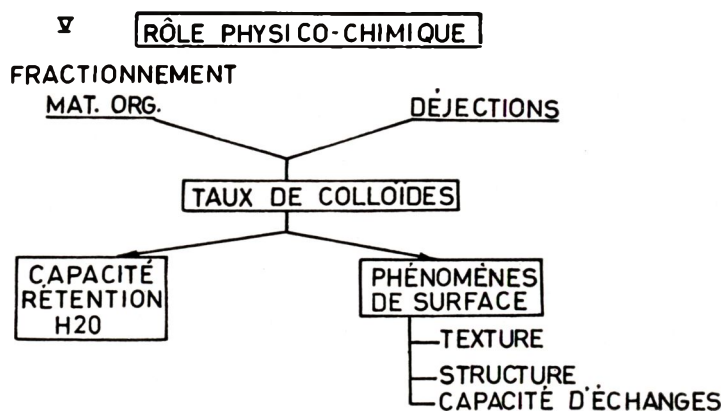 V
RÔLE PHYSICO-CHIMIQUE
FRACTIONNEMENT
MAT. ORG.
DÉJECTIONS
TAUX DE COLLOÏDES
CAPACITÉ
RÉTENTION
H20
PHÉNOMÈNES
DE SURFACE
TEXTURE
STRUCTURE
CAPACITÉ D'ÉCHANGES